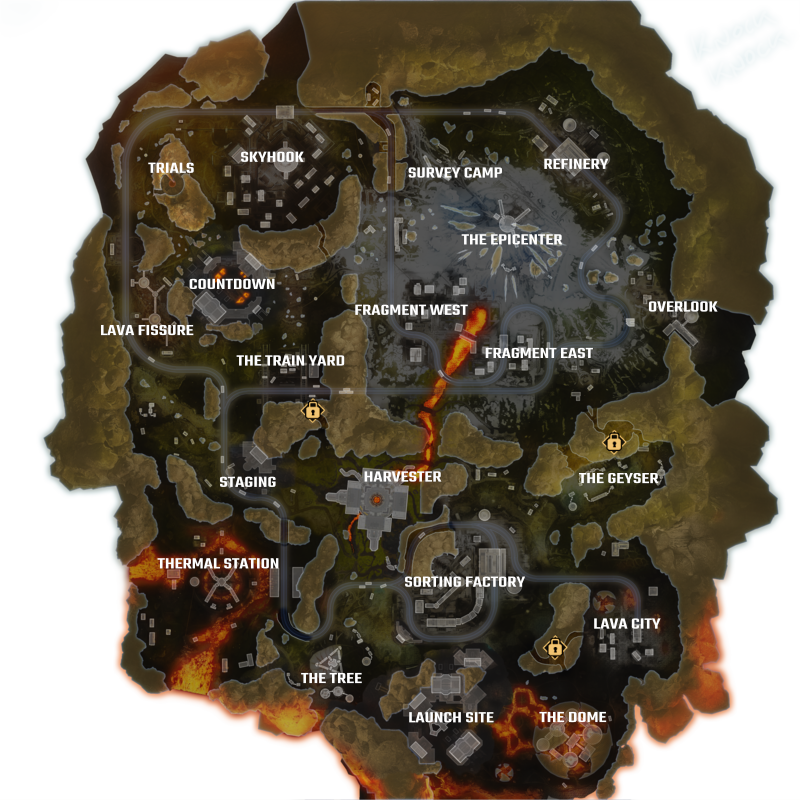 SKYHOOK
TRIALS
SURVEY CAMP
REFINERY
THE EPICENTER
COUNTDOWN
FRAGMENT WEST
OVERLOOK
LAVA FISSURE
FRAGMENT EAST
THE TRAIN YARD
HARVESTER
THE GEYSER
STAGING
THERMAL STATION
SORTING FACTORY
LAVA CITY
THE TREE
LAUNCH SITE
THE DOME